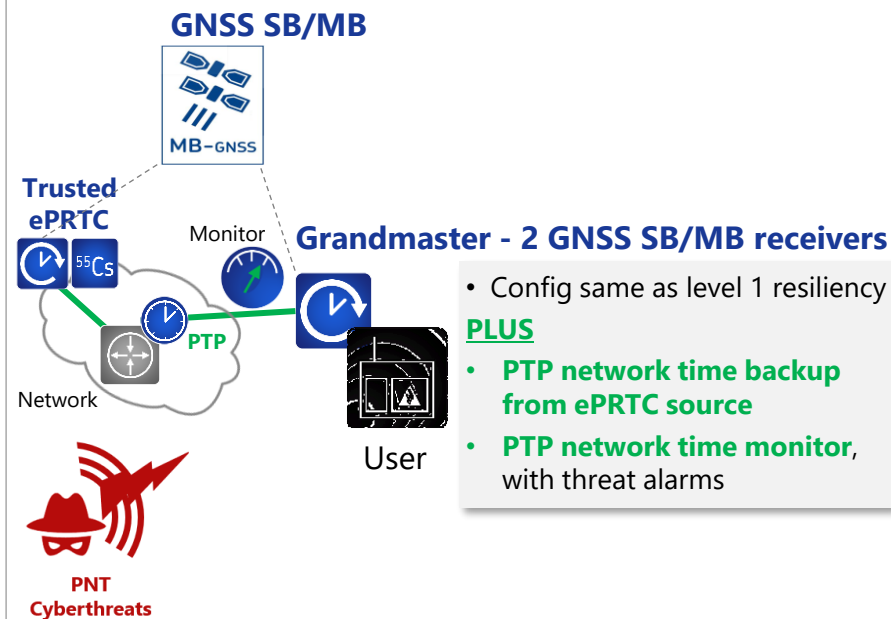 GNSS SB/MB
MB-GNSS
Trusted
ePRTC
55Cs
Monitor
Grandmaster - 2 GNSS SB/MB receivers
PTP
Network
User
• Config same as level 1 resiliency
PLUS
• PTP network time backup
from ePRTC source
• PTP network time monitor,
with threat alarms
PNT
Cyberthreats